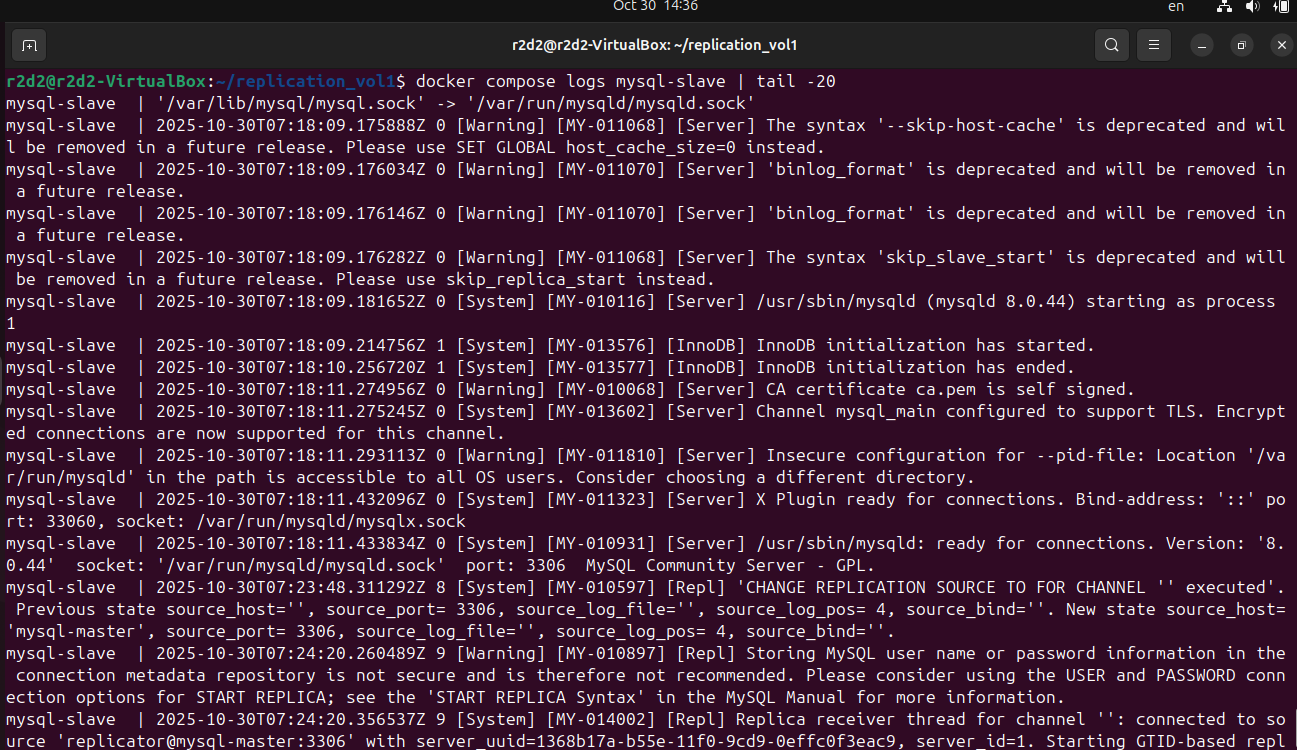 Oct 30 14:36
en
r2d2@r2d2-VirtualBox: ~/replication_vol1
r2d2@r2d2-VirtualBox:~/replication_vol1$ docker compose logs mysql-slave | tail -20
mysql-slave  | '/var/lib/mysql/mysql.sock' -> '/var/run/mysqld/mysqld.sock'
mysql-slave  | 2025-10-30T07:18:09.175888Z 0 [Warning] [MY-011068] [Server] The syntax '--skip-host-cache' is deprecated and wil
l be removed in a future release. Please use SET GLOBAL host_cache_size=0 instead.
mysql-slave  | 2025-10-30T07:18:09.176034Z 0 [Warning] [MY-011070] [Server] 'binlog_format' is deprecated and will be removed in
 a future release.
mysql-slave  | 2025-10-30T07:18:09.176146Z 0 [Warning] [MY-011070] [Server] 'binlog_format' is deprecated and will be removed in
 a future release.
mysql-slave  | 2025-10-30T07:18:09.176282Z 0 [Warning] [MY-011068] [Server] The syntax 'skip_slave_start' is deprecated and will
 be removed in a future release. Please use skip_replica_start instead.
mysql-slave  | 2025-10-30T07:18:09.181652Z 0 [System] [MY-010116] [Server] /usr/sbin/mysqld (mysqld 8.0.44) starting as process
1
mysql-slave  | 2025-10-30T07:18:09.214756Z 1 [System] [MY-013576] [InnoDB] InnoDB initialization has started.
mysql-slave  | 2025-10-30T07:18:10.256720Z 1 [System] [MY-013577] [InnoDB] InnoDB initialization has ended.
mysql-slave  | 2025-10-30T07:18:11.274956Z 0 [Warning] [MY-010068] [Server] CA certificate ca.pem is self signed.
mysql-slave  | 2025-10-30T07:18:11.275245Z 0 [System] [MY-013602] [Server] Channel mysql_main configured to support TLS. Encrypt
ed connections are now supported for this channel.
mysql-slave  | 2025-10-30T07:18:11.293113Z 0 [Warning] [MY-011810] [Server] Insecure configuration for --pid-file: Location '/va
r/run/mysqld' in the path is accessible to all OS users. Consider choosing a different directory.
mysql-slave  | 2025-10-30T07:18:11.432096Z 0 [System] [MY-011323] [Server] X Plugin ready for connections. Bind-address: '::' po
rt: 33060, socket: /var/run/mysqld/mysqlx.sock
mysql-slave  | 2025-10-30T07:18:11.433834Z 0 [System] [MY-010931] [Server] /usr/sbin/mysqld: ready for connections. Version: '8.
0.44'  socket: '/var/run/mysqld/mysqld.sock'  port: 3306  MySQL Community Server - GPL.
mysql-slave  | 2025-10-30T07:23:48.311292Z 8 [System] [MY-010597] [Repl] 'CHANGE REPLICATION SOURCE TO FOR CHANNEL '' executed'.
 Previous state source_host='', source_port= 3306, source_log_file='', source_log_pos= 4, source_bind=''. New state source_host=
'mysql-master', source_port= 3306, source_log_file='', source_log_pos= 4, source_bind=''.
mysql-slave  | 2025-10-30T07:24:20.260489Z 9 [Warning] [MY-010897] [Repl] Storing MySQL user name or password information in the
 connection metadata repository is not secure and is therefore not recommended. Please consider using the USER and PASSWORD conn
ection options for START REPLICA; see the 'START REPLICA Syntax' in the MySQL Manual for more information.
mysql-slave  | 2025-10-30T07:24:20.356537Z 9 [System] [MY-014002] [Repl] Replica receiver thread for channel '': connected to so
urce 'replicator@mysql-master:3306' with server_uuid=1368b17a-b55e-11f0-9cd9-0effc0f3eac9, server_id=1. Starting GTID-based repl